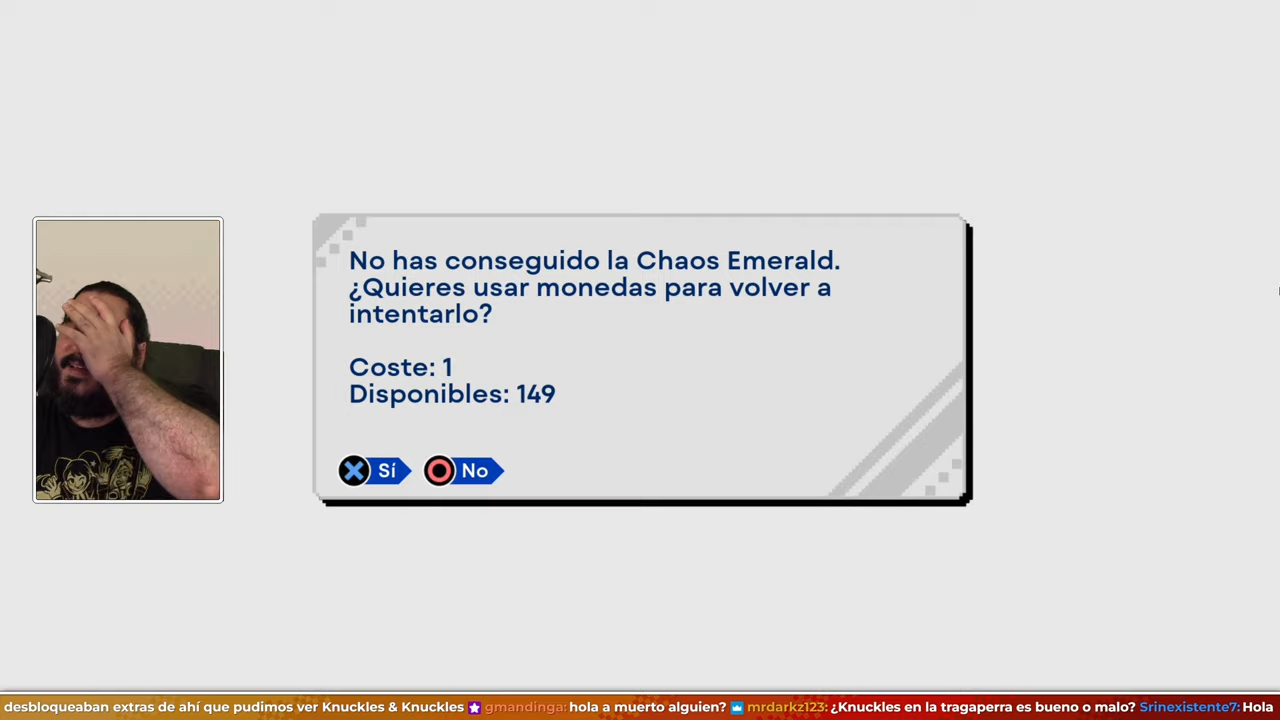 No has conseguido la Chaos Emerald.
¿Quieres usar monedas para volver a
intentarlo?
Coste: 1
Disponibles: 149
Sí No
desbloqueaban extras de ahí que pudimos ver Knuckles & Knuckles gmandinga: hola a muerto alguien? mrdarkz123: ¿Knuckles en la tragaperra es bueno o malo? Srinexistente7: Hola